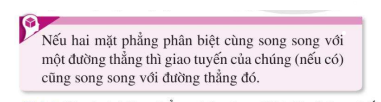 Nếu hai mặt phẳng phân biệt cùng song song với
một đường thẳng thì giao tuyến của chúng (nếu có)
cũng song song với đường thẳng đó.